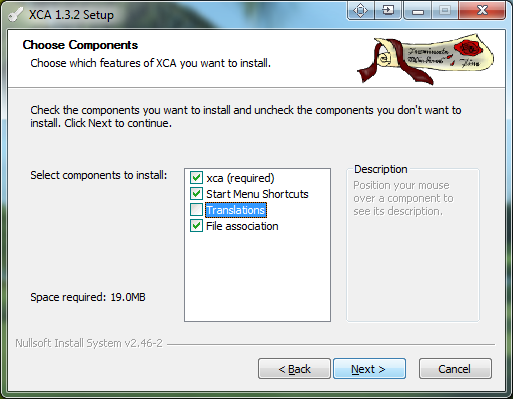 XCA 1.3.2 Setup
Choose Components
Choose which features of XCA you want to install.
Check the components you want to install and uncheck the components you don't want to
install. Click Next to continue.
Select components to install:
xca (required)
Start Menu Shortcuts
Translations
File association
Description
Position your mouse
over a component to
see its description.
Space required: 19.0MB
Nullsoft Install System v2.46-2
< Back
Next >
Cancel